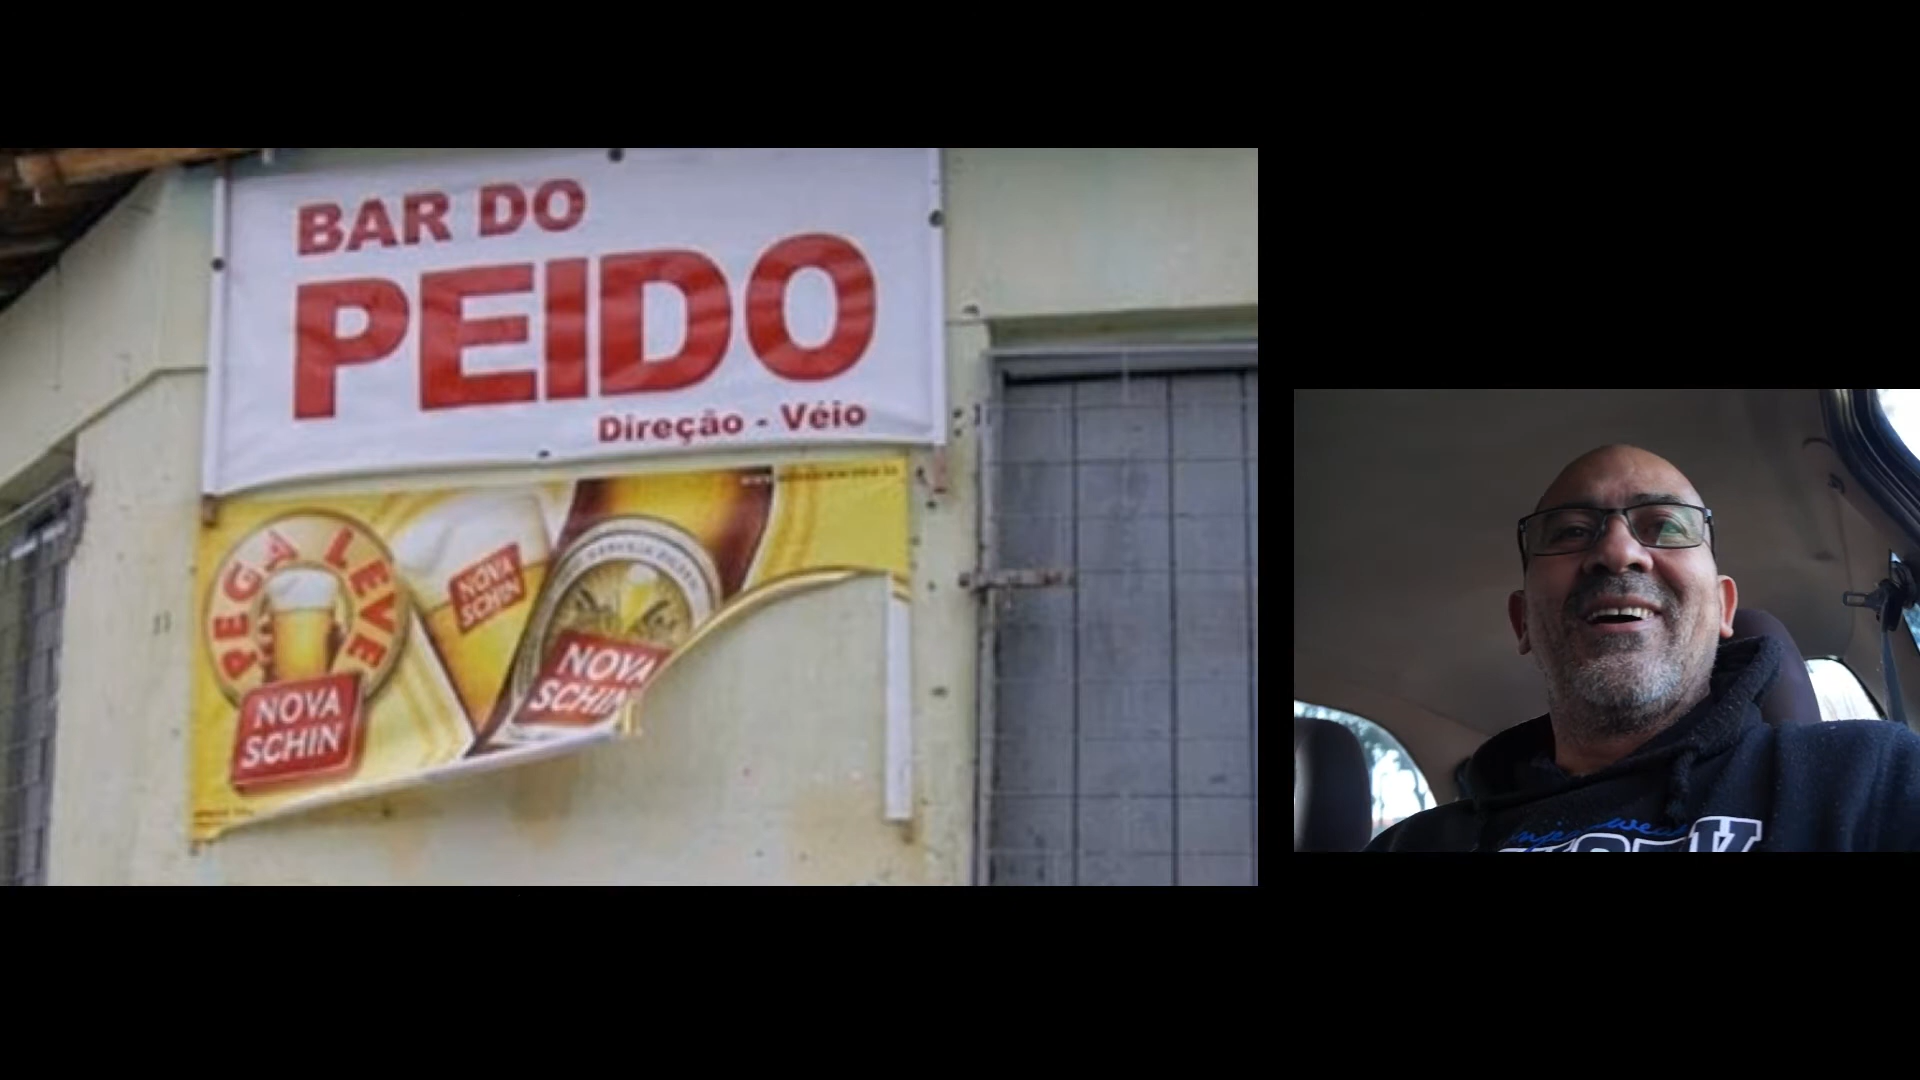 BAR DO
PEIDO
Direção - Véio
PEGA LEVE
NOVA
SCHIN
NOVA
SCHIN
NOVA
SCHIN